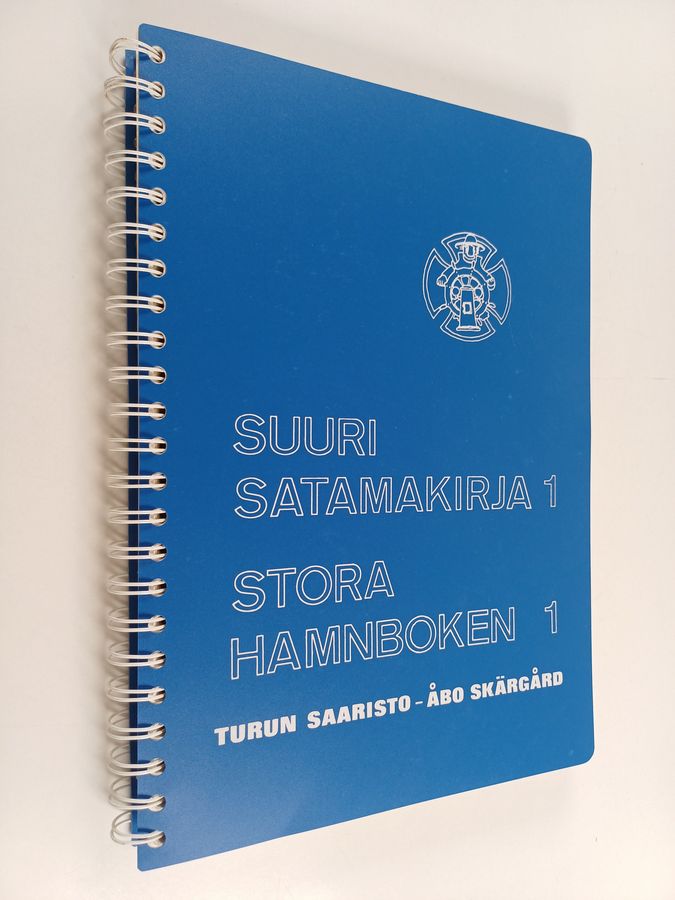 SUURI
SATAMAKIRJA 1
STORA
HAMNBOKEN 1
TURUN SAARISTO - ÅBO SKÄRGÅRD